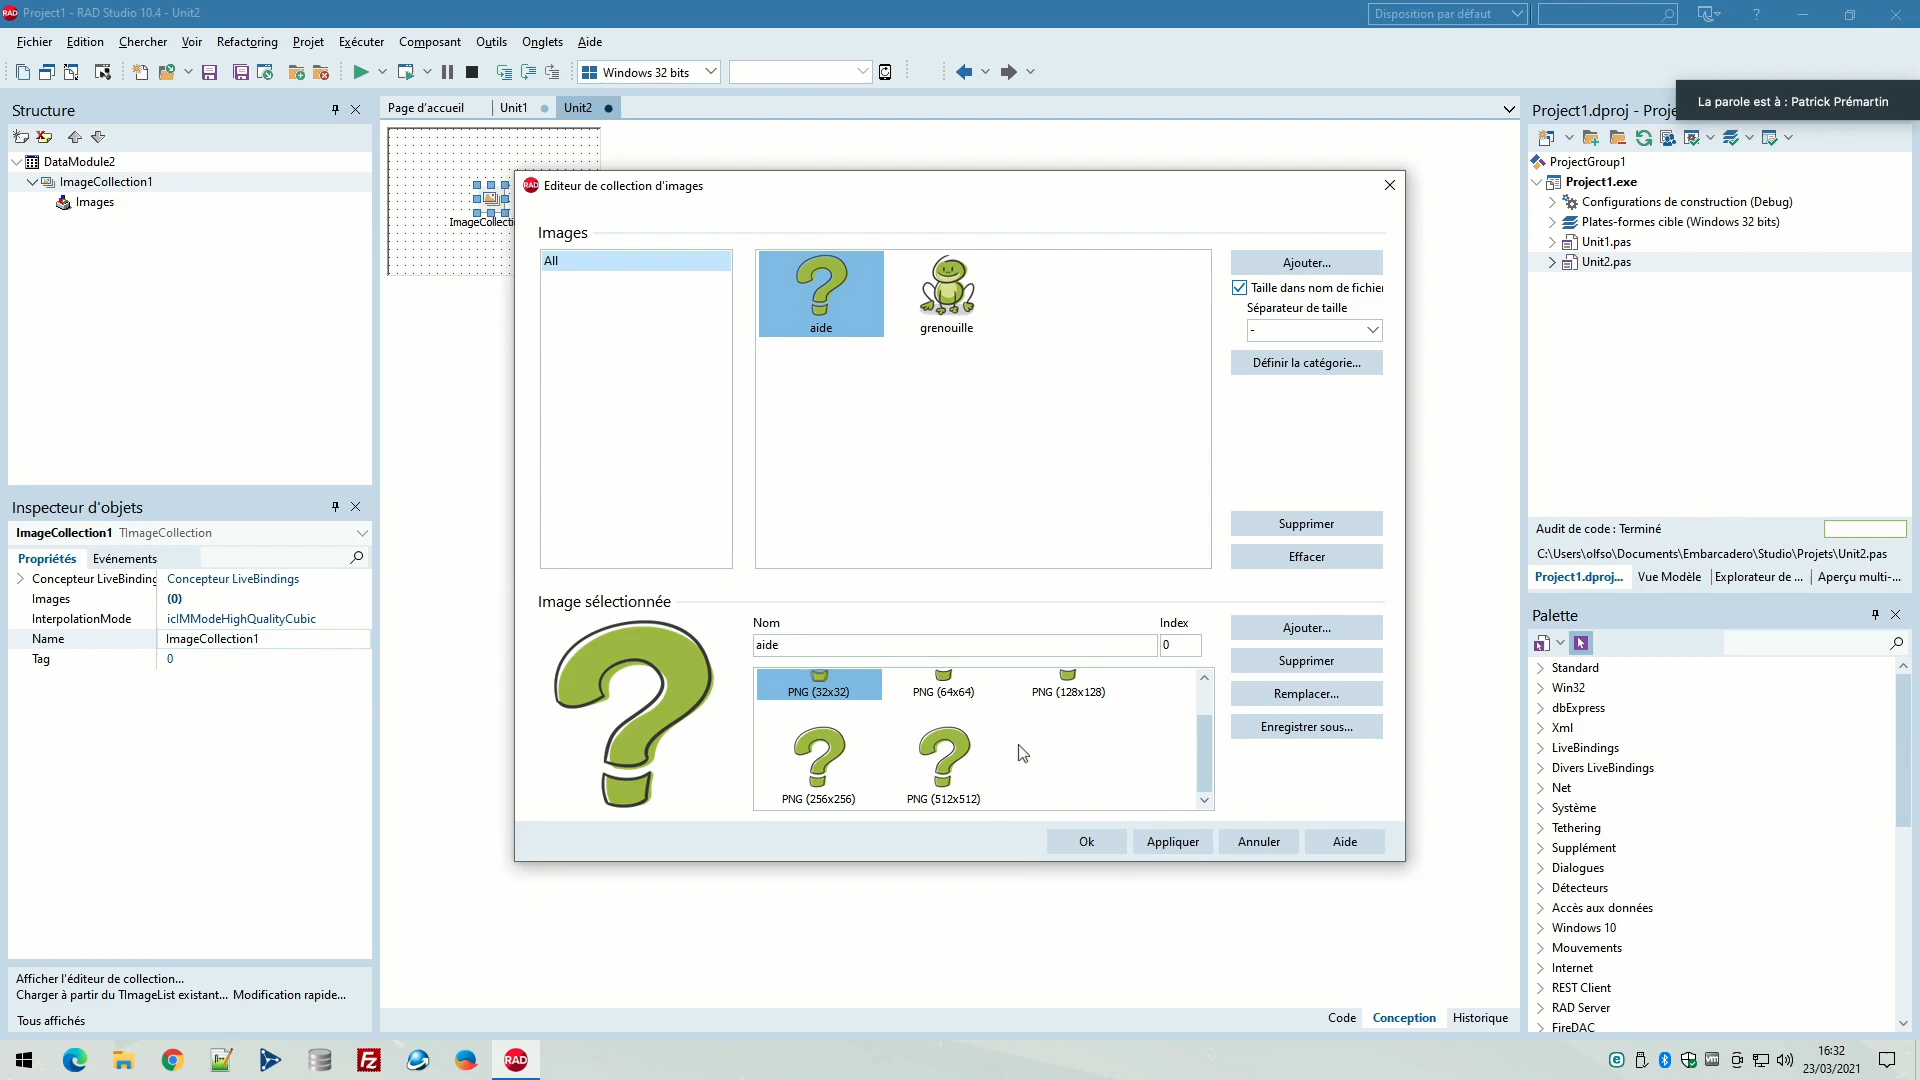 RAD Project1 - RAD Studio 10.4 - Unit2
Disposition par défaut
?
Fichier Edition Chercher Voir Refactoring Projet Exécuter Composant Outils Onglets Aide
Windows 32 bits
La parole est à : Patrick Prémartin
Structure
DataModule2
ImageCollection1
Images
Page d'accueil Unit1 Unit2
ImageCollecti
RAD Editeur de collection d'images
Images
All
aide
grenouille
Ajouter...
Taille dans nom de fichier
Séparateur de taille
-
Définir la catégorie...
Supprimer
Effacer
Image sélectionnée
Nom
Index
aide
0
PNG (32x32)
PNG (64x64)
PNG (128x128)
PNG (256x256)
PNG (512x512)
Ajouter...
Supprimer
Remplacer...
Enregistrer sous...
Ok
Appliquer
Annuler
Aide
Inspecteur d'objets
ImageCollection1 TImageCollection
Propriétés Evénements
Concepteur LiveBinding Concepteur LiveBindings
Images (0)
InterpolationMode icIMModeHighQualityCubic
Name ImageCollection1
Tag 0
Afficher l'éditeur de collection...
Charger à partir du TImageList existant... Modification rapide...
Tous affichés
Code Conception Historique
Project1.dproj - Proje
ProjectGroup1
Project1.exe
Configurations de construction (Debug)
Plates-formes cible (Windows 32 bits)
Unit1.pas
Unit2.pas
Audit de code : Terminé
C:\Users\olfso\Documents\Embarcadero\Studio\Projets\Unit2.pas
Project1.dproj... Vue Modèle Explorateur de ... Aperçu multi-...
Palette
Standard
Win32
dbExpress
Xml
LiveBindings
Divers LiveBindings
Net
Système
Tethering
Supplément
Dialogues
Détecteurs
Accès aux données
Windows 10
Mouvements
Internet
REST Client
RAD Server
FireDAC
Fz
RAD
16:32
23/03/2021